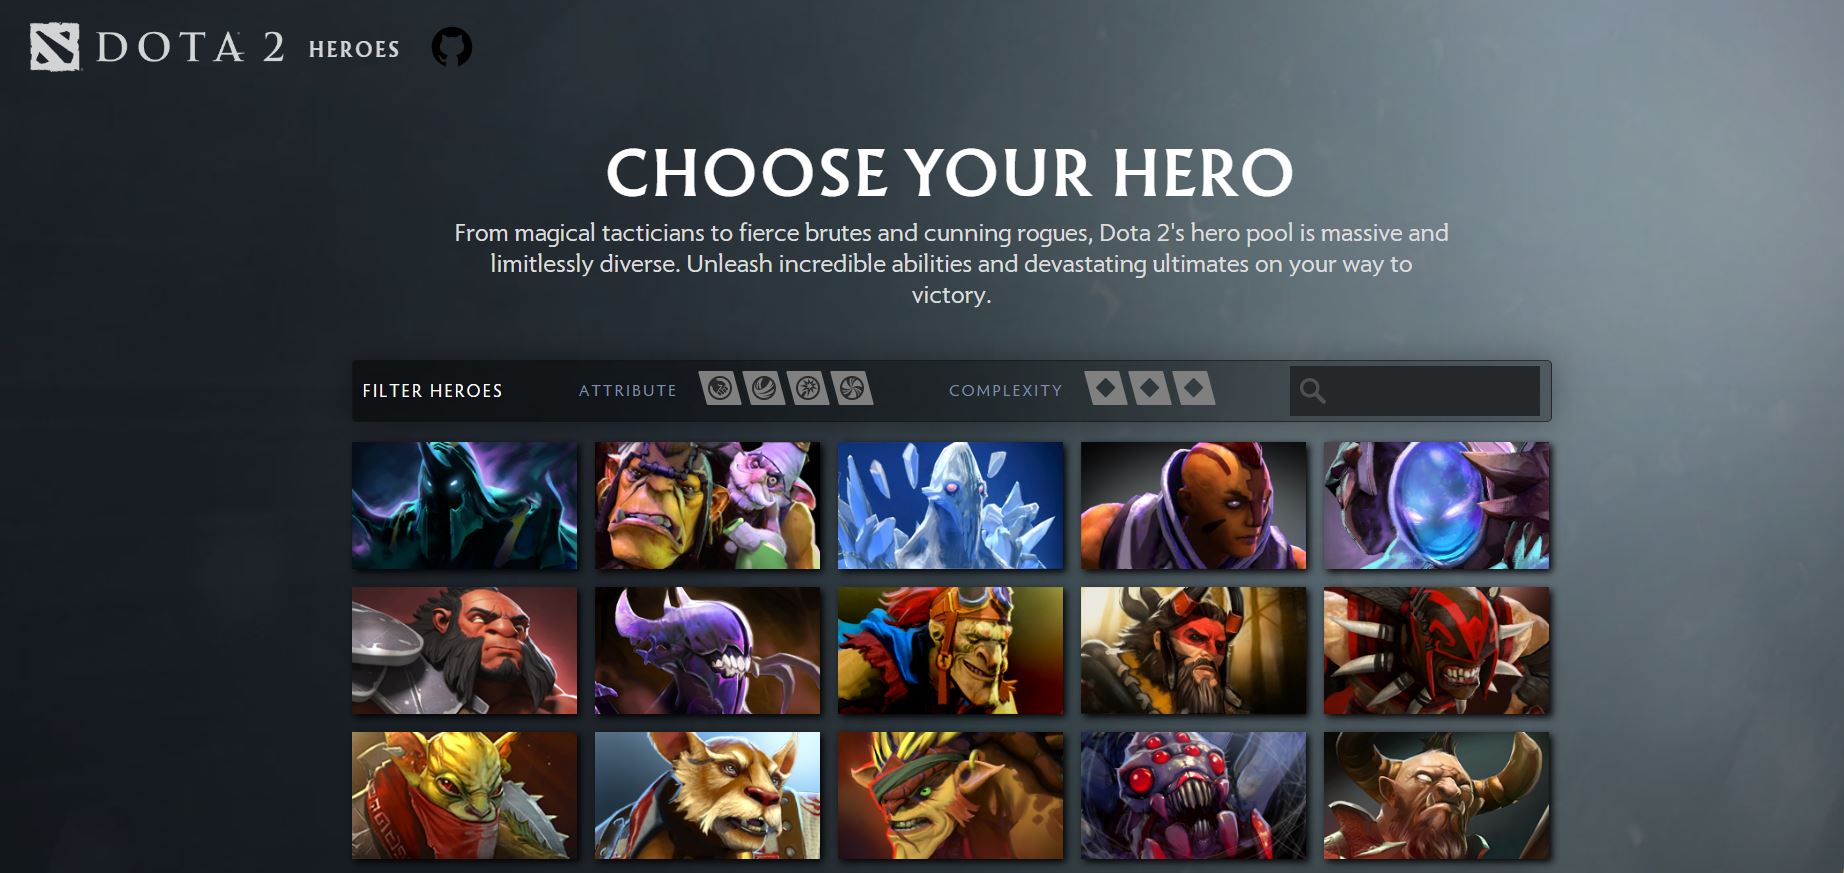 DOTA 2 HEROES
CHOOSE YOUR HERO
From magical tacticians to fierce brutes and cunning rogues, Dota 2's hero pool is massive and
limitlessly diverse. Unleash incredible abilities and devastating ultimates on your way to
victory.
FILTER HEROES ATTRIBUTE COMPLEXITY